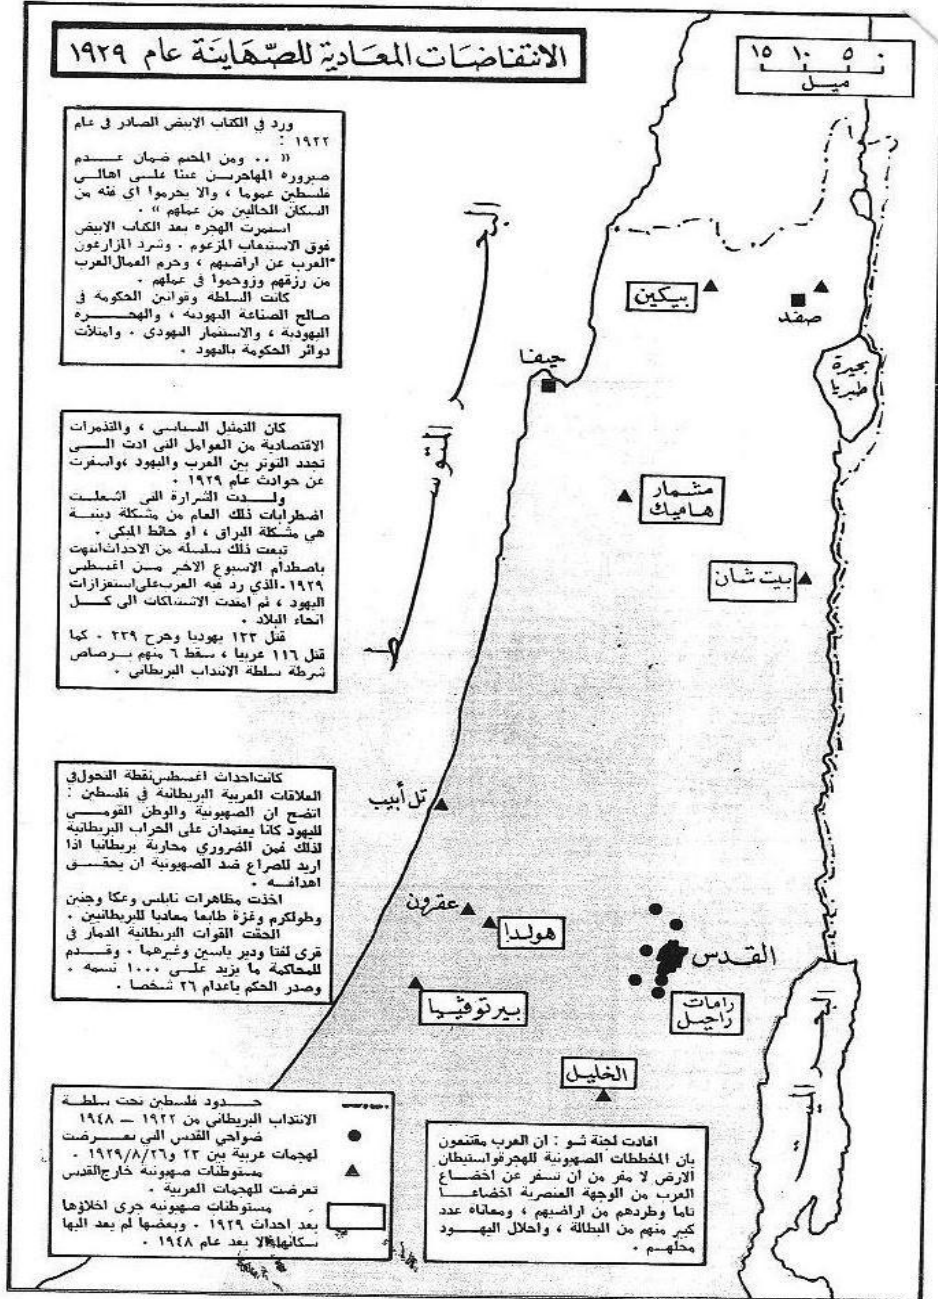 الانتفاضات المعادية للصهاينة عام ١٩٢٩
٠ ٥ ١٠ ١٥
ميل
ورد في الكتاب الابيض الصادر في عام
١٩٢٢ :
« .. ومن المحتم ضمان عدم
صيروره المهاجرين عبئا على اهالي
فلسطين عموما ، والا يحرموا اي فئه من
السكان الحاليين من عملهم » .
استمرت الهجره بعد الكتاب الابيض
فوق الاستيعاب المزعوم . وشرد المزارعون
العرب عن اراضيهم ، وحرم العمال العرب
من رزقهم وزوحموا في عملهم .
كانت السلطه وقوانين الحكومة في
صالح الصناعة اليهودية ، والهجره
اليهودية ، والاستثمار اليهودي . وامتلأت
دوائر الحكومة باليهود .
كان التمثيل السياسي ، والتذمرات
الاقتصادية من العوامل التي ادت الى
تجدد التوتر بين العرب واليهود ، واسفرت
عن حوادث عام ١٩٢٩ .
ولدت الشرارة التي اشعلت
اضطرابات ذلك العام من مشكلة دينية
هي مشكلة البراق ، او حائط المبكى .
تبعت ذلك سلسلة من الاحداث انتهت
باصطدام الاسبوع الاخير من اغسطس
١٩٢٩ . الذي رد فيه العرب على استفزازات
اليهود ، ثم امتدت الاشتباكات الى كل
انحاء البلاد .
قتل ١٣٣ يهوديا وجرح ٣٣٩ . كما
قتل ١١٦ عربيا ، سقط ٦ منهم برصاص
شرطة سلطة الانتداب البريطاني .
كانت احداث اغسطس نقطة التحول في
العلاقات العربية البريطانية في فلسطين :
اتضح ان الصهيونية والوطن القومي
لليهود كانا يعتمدان على الحراب البريطانية
لذلك فمن الضروري محاربة بريطانيا اذا
اريد للصراع ضد الصهيونية ان يحقق
اهدافه .
اخذت مظاهرات نابلس وعكا وجنين
وطولكرم وغزة طابعا معاديا للبريطانيين .
الحقت القوات البريطانية الدمار في
قرى لفتا ودير ياسين وغيرهما . وقدم
للمحاكمة ما يزيد على ١٠٠٠ نسمه .
وصدر الحكم باعدام ٢٦ شخصا .
البحر
المتوسط
بيكين
صفد
بحيرة
طبريا
حيفا
مشمار
هاميك
بيت شان
تل أبيب
عقرون
هولدا
القدس
رامات
راحيل
بيرتوفيا
الخليل
البحر
الميت
حدود فلسطين تحت سلطة
الانتداب البريطاني من ١٩٢٢ – ١٩٤٨
ضواحي القدس التي تعرضت
لهجمات عربية بين ٢٣ و٢٦/٨/١٩٢٩ .
مستوطنات صهيونية خارج القدس
تعرضت للهجمات العربية .
مستوطنات صهيونيه جرى اخلاؤها
بعد احداث ١٩٢٩ . وبعضها لم يعد اليها
سكانها الا بعد عام ١٩٤٨ .
افادت لجنة شو : ان العرب مقتنعون
بان المخططات الصهيونية للهجرة واستيطان
الارض لا مفر من ان تسفر عن اخضاع
العرب من الوجهة العنصرية اخضاعا
تاما وطردهم من اراضيهم ، ومعاناة عدد
كبير منهم من البطالة ، واحلال اليهود
محلهم .